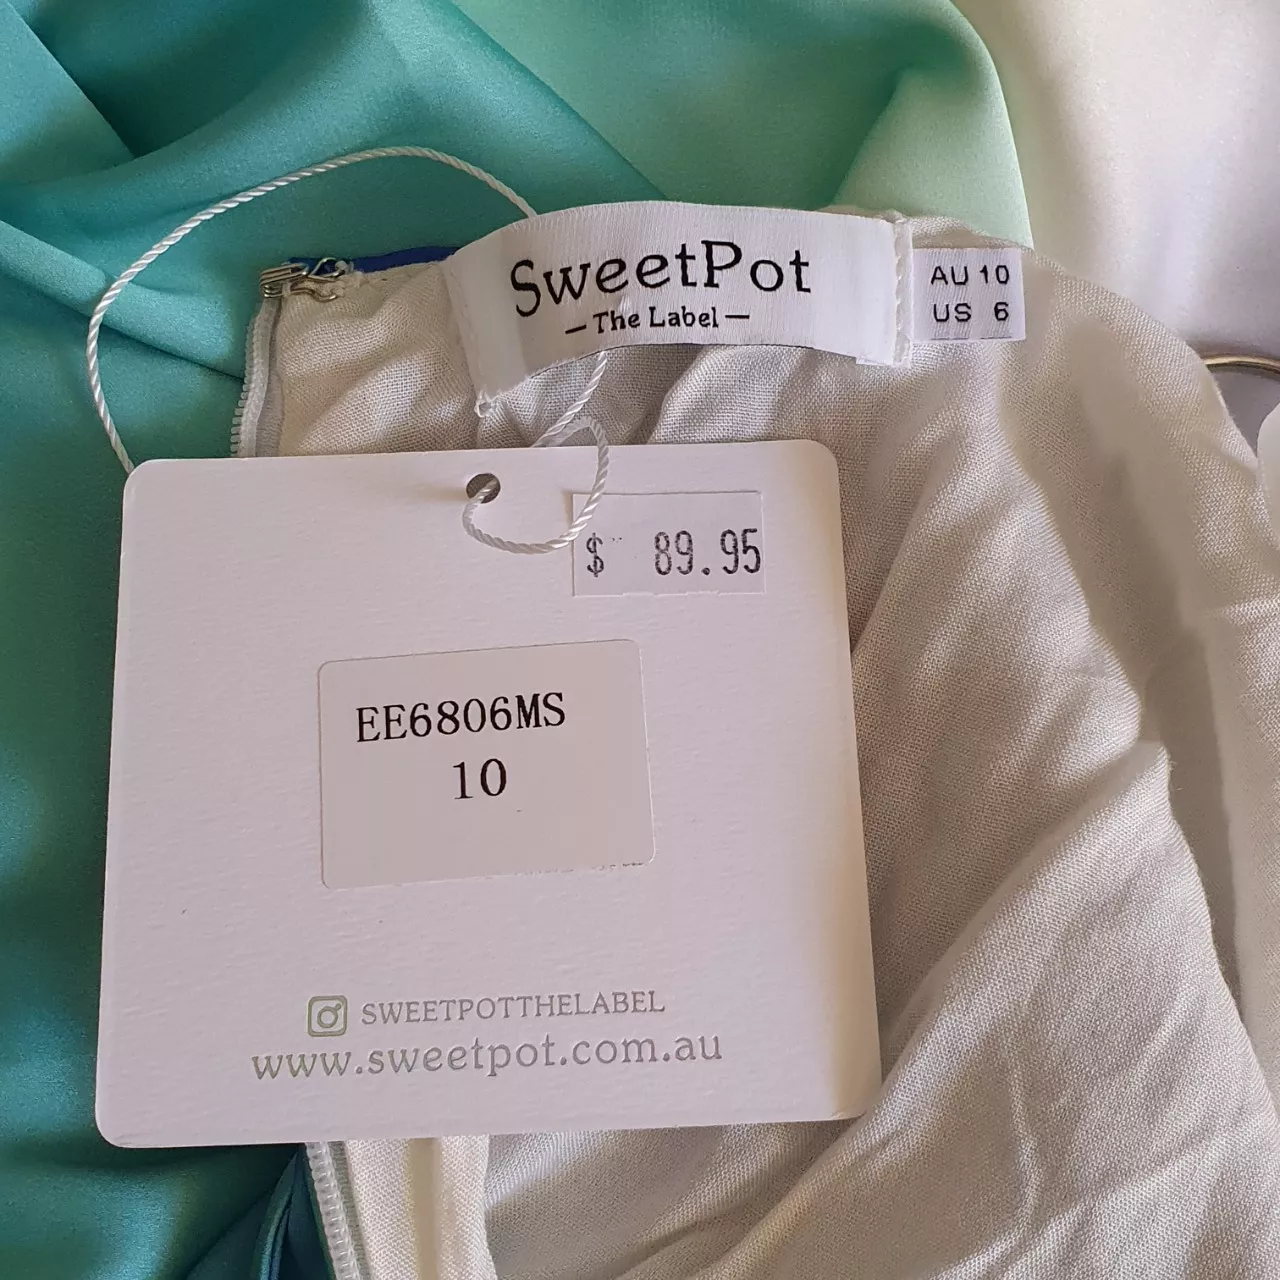 SweetPot
— The Label —
AU 10
US 6
$ 89.95
EE6806MS
10
SWEETPOTTHELABEL
www.sweetpot.com.au